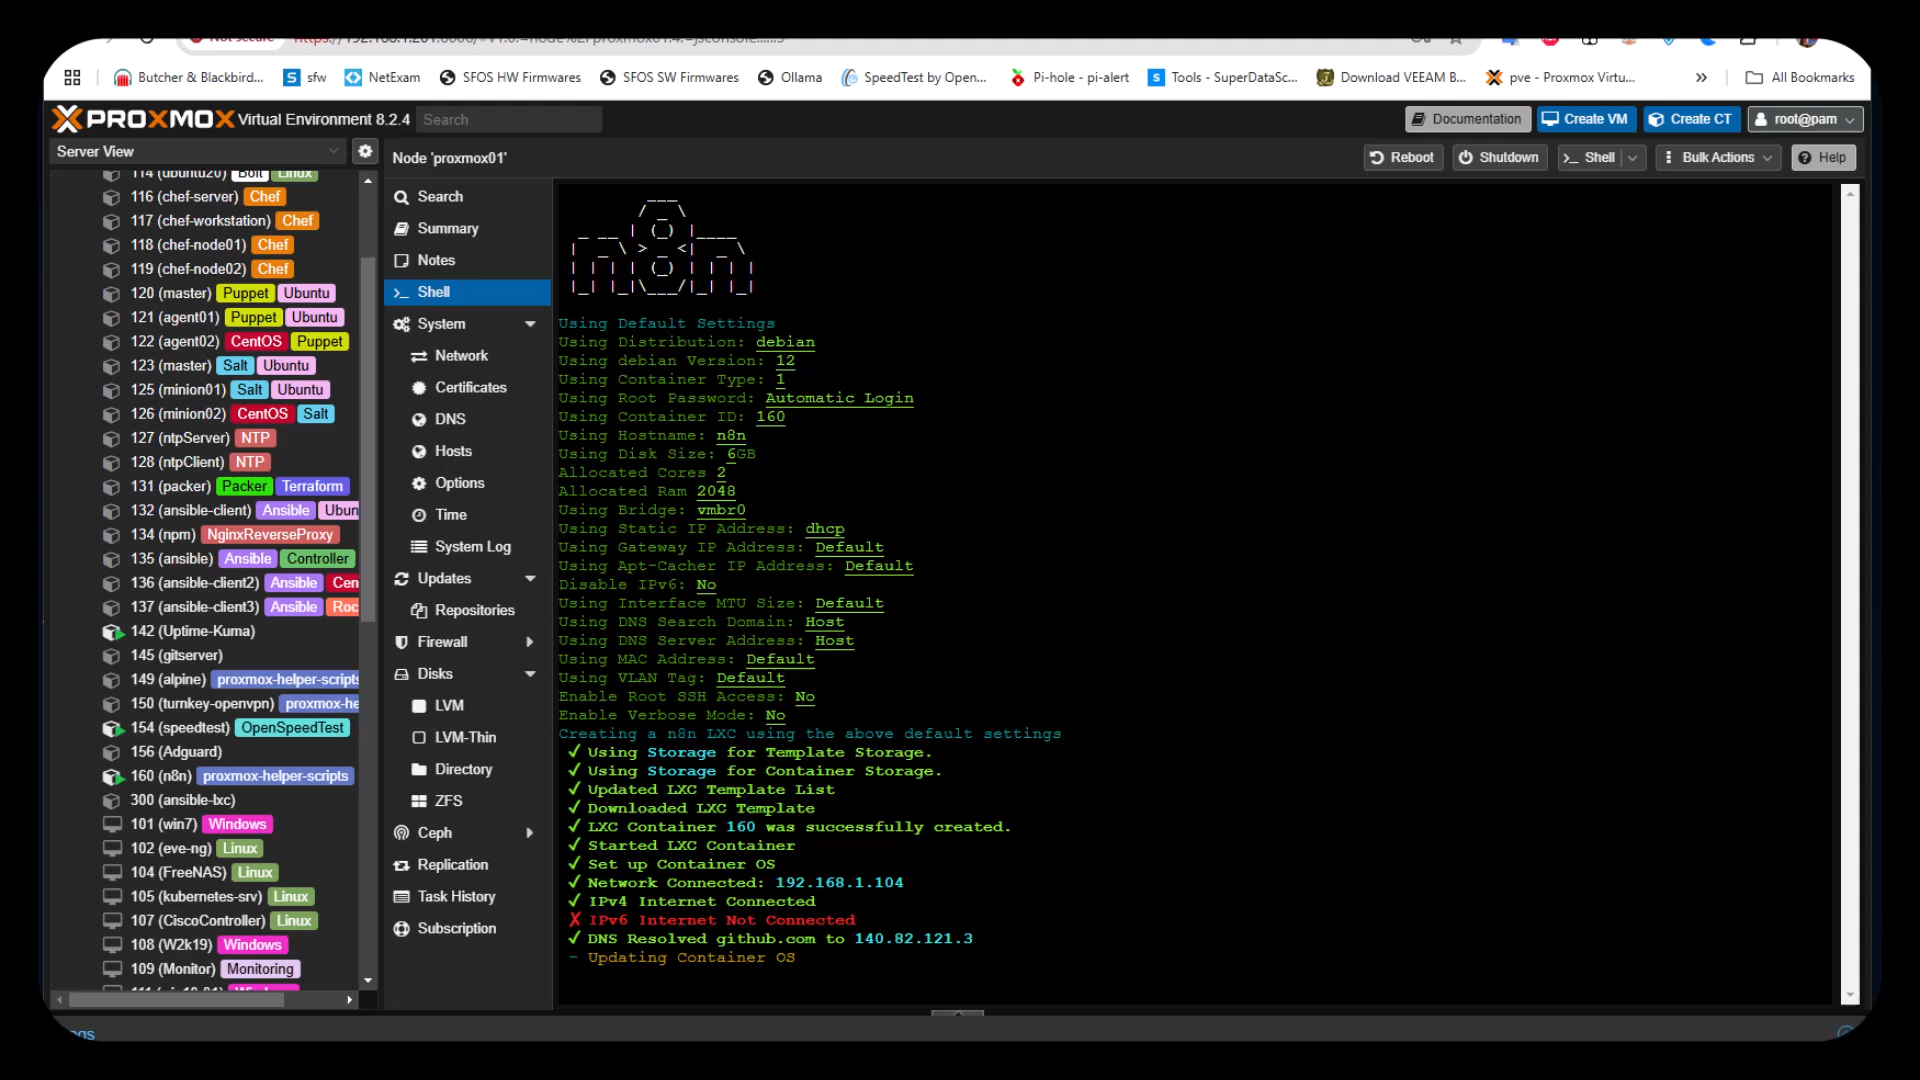 Butcher & Blackbird...
sfw
NetExam
SFOS HW Firmwares
SFOS SW Firmwares
Ollama
SpeedTest by Open...
Pi-hole - pi-alert
Tools - SuperDataSc...
Download VEEAM B...
pve - Proxmox Virtu...
»
All Bookmarks
PROXMOX Virtual Environment 8.2.4
Search
Documentation
Create VM
Create CT
root@pam
Server View
Node 'proxmox01'
Reboot
Shutdown
>_ Shell
Bulk Actions
Help
114 (ubuntu20) Bolt Linux
116 (chef-server) Chef
117 (chef-workstation) Chef
118 (chef-node01) Chef
119 (chef-node02) Chef
120 (master) Puppet Ubuntu
121 (agent01) Puppet Ubuntu
122 (agent02) CentOS Puppet
123 (master) Salt Ubuntu
125 (minion01) Salt Ubuntu
126 (minion02) CentOS Salt
127 (ntpServer) NTP
128 (ntpClient) NTP
131 (packer) Packer Terraform
132 (ansible-client) Ansible Ubun
134 (npm) NginxReverseProxy
135 (ansible) Ansible Controller
136 (ansible-client2) Ansible Cen
137 (ansible-client3) Ansible Roc
142 (Uptime-Kuma)
145 (gitserver)
149 (alpine) proxmox-helper-scripts
150 (turnkey-openvpn) proxmox-he
154 (speedtest) OpenSpeedTest
156 (Adguard)
160 (n8n) proxmox-helper-scripts
300 (ansible-lxc)
101 (win7) Windows
102 (eve-ng) Linux
104 (FreeNAS) Linux
105 (kubernetes-srv) Linux
107 (CiscoController) Linux
108 (W2k19) Windows
109 (Monitor) Monitoring
Search
Summary
Notes
>_ Shell
System
Network
Certificates
DNS
Hosts
Options
Time
System Log
Updates
Repositories
Firewall
Disks
LVM
LVM-Thin
Directory
ZFS
Ceph
Replication
Task History
Subscription
n8n
Using Default Settings
Using Distribution: debian
Using debian Version: 12
Using Container Type: 1
Using Root Password: Automatic Login
Using Container ID: 160
Using Hostname: n8n
Using Disk Size: 6GB
Allocated Cores 2
Allocated Ram 2048
Using Bridge: vmbr0
Using Static IP Address: dhcp
Using Gateway IP Address: Default
Using Apt-Cacher IP Address: Default
Disable IPv6: No
Using Interface MTU Size: Default
Using DNS Search Domain: Host
Using DNS Server Address: Host
Using MAC Address: Default
Using VLAN Tag: Default
Enable Root SSH Access: No
Enable Verbose Mode: No
Creating a n8n LXC using the above default settings
✓ Using Storage for Template Storage.
✓ Using Storage for Container Storage.
✓ Updated LXC Template List
✓ Downloaded LXC Template
✓ LXC Container 160 was successfully created.
✓ Started LXC Container
✓ Set up Container OS
✓ Network Connected: 192.168.1.104
✓ IPv4 Internet Connected
✗ IPv6 Internet Not Connected
✓ DNS Resolved github.com to 140.82.121.3
- Updating Container OS